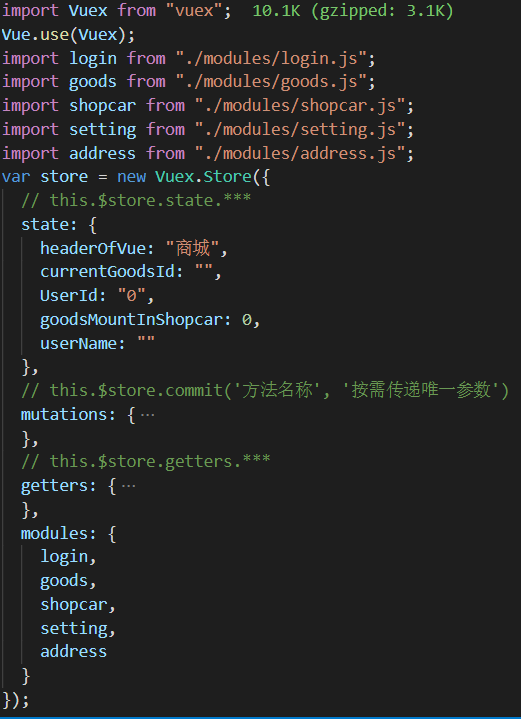 import Vuex from "vuex";  10.1K (gzipped: 3.1K)
Vue.use(Vuex);
import login from "./modules/login.js";
import goods from "./modules/goods.js";
import shopcar from "./modules/shopcar.js";
import setting from "./modules/setting.js";
import address from "./modules/address.js";
var store = new Vuex.Store({
  // this.$store.state.***
  state: {
    headerOfVue: "商城",
    currentGoodsId: "",
    UserId: "0",
    goodsMountInShopcar: 0,
    userName: ""
  },
  // this.$store.commit('方法名称', '按需传递唯一参数')
  mutations: {⋯
  },
  // this.$store.getters.***
  getters: {⋯
  },
  modules: {
    login,
    goods,
    shopcar,
    setting,
    address
  }
});